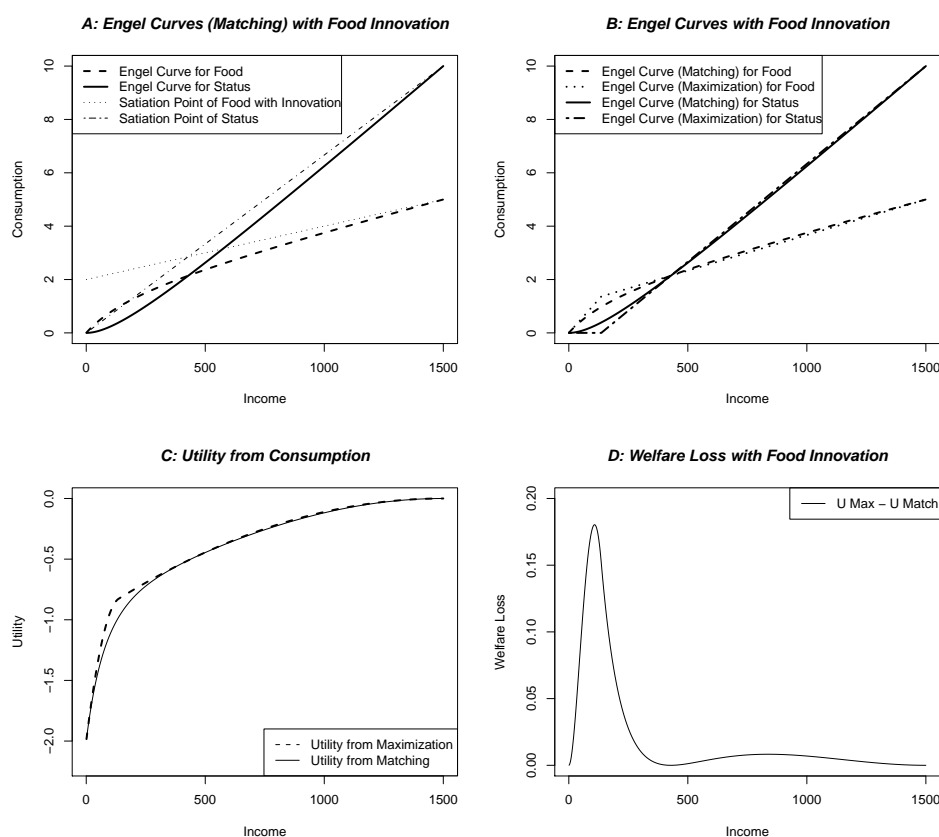 A: Engel Curves (Matching) with Food Innovation
Consumption
10
8
6
4
2
0
Engel Curve for Food
Engel Curve for Status
Satiation Point of Food with Innovation
Satiation Point of Status
0 500 1000 1500
Income
B: Engel Curves with Food Innovation
Consumption
10
8
6
4
2
0
Engel Curve (Matching) for Food
Engel Curve (Maximization) for Food
Engel Curve (Matching) for Status
Engel Curve (Maximization) for Status
0 500 1000 1500
Income
C: Utility from Consumption
Utility
0.0
−0.5
−1.0
−1.5
−2.0
Utility from Maximization
Utility from Matching
0 500 1000 1500
Income
D: Welfare Loss with Food Innovation
Welfare Loss
0.20
0.15
0.10
0.05
0.00
U Max − U Match
0 500 1000 1500
Income